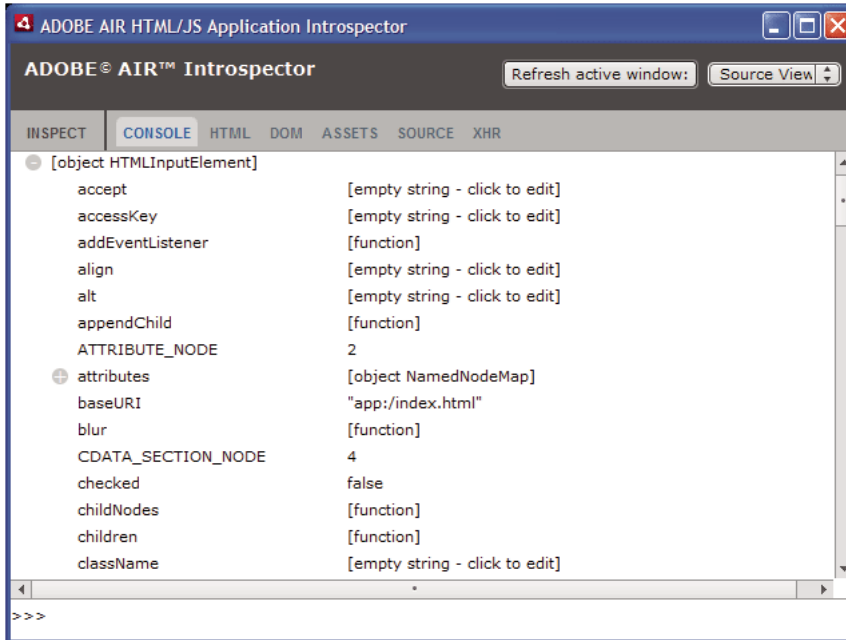 ADOBE AIR HTML/JS Application Introspector
ADOBE© AIR™ Introspector
Refresh active window:
Source View
INSPECT CONSOLE HTML DOM ASSETS SOURCE XHR
[object HTMLInputElement]
accept [empty string - click to edit]
accessKey [empty string - click to edit]
addEventListener [function]
align [empty string - click to edit]
alt [empty string - click to edit]
appendChild [function]
ATTRIBUTE_NODE 2
attributes [object NamedNodeMap]
baseURI "app:/index.html"
blur [function]
CDATA_SECTION_NODE 4
checked false
childNodes [function]
children [function]
className [empty string - click to edit]
>>>